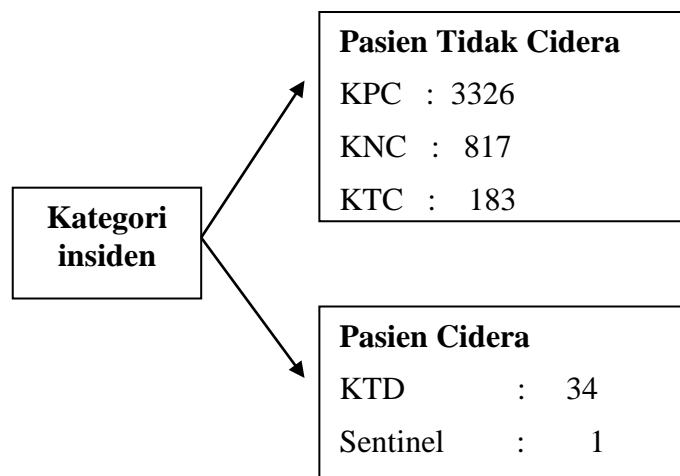 Kategori
insiden
Pasien Tidak Cidera
KPC : 3326
KNC : 817
KTC : 183
Pasien Cidera
KTD : 34
Sentinel : 1